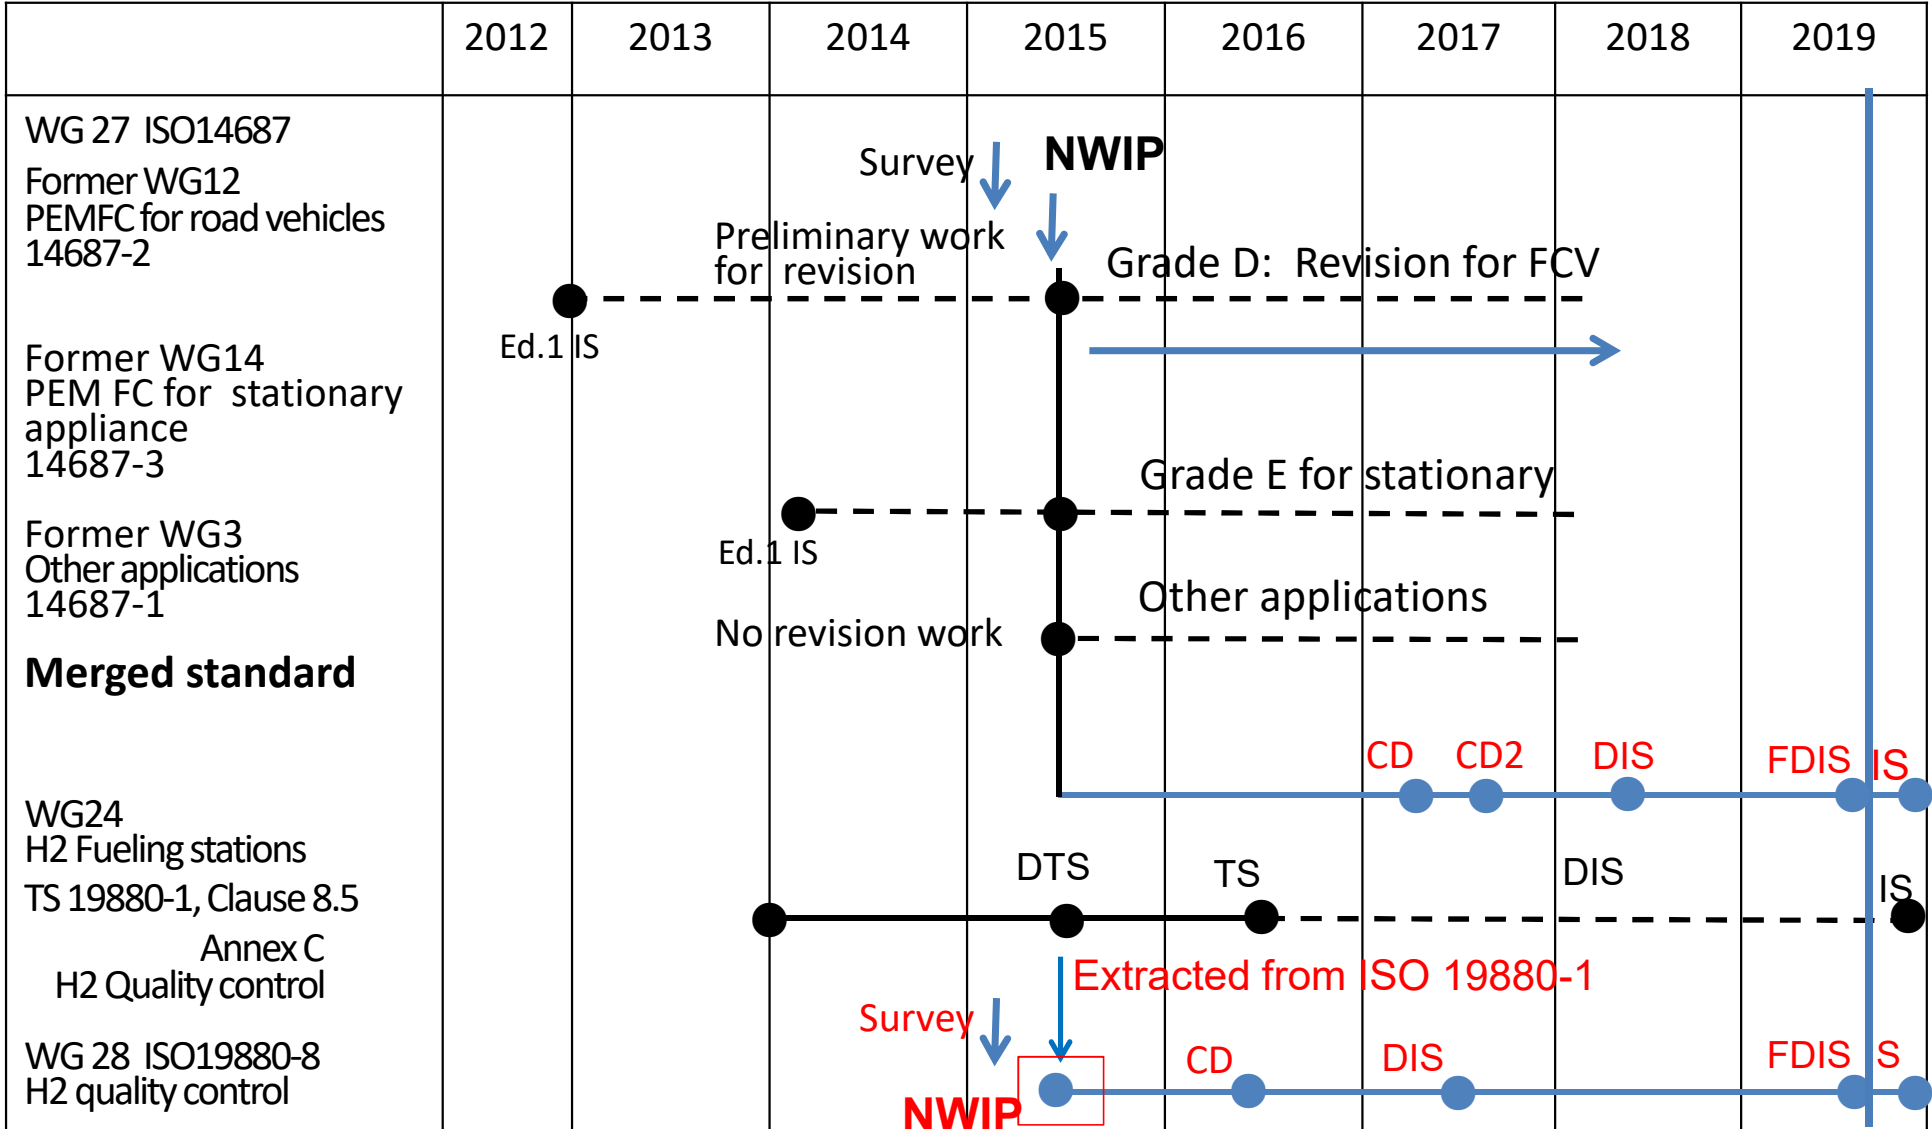 2012 2013 2014 2015 2016 2017 2018 2019
WG 27 ISO14687
Former WG12
PEMFC for road vehicles
14687-2
Survey
NWIP
Preliminary work
for revision
Grade D: Revision for FCV
Ed.1 IS
Former WG14
PEM FC for stationary
appliance
14687-3
Grade E for stationary
Ed.1 IS
Former WG3
Other applications
14687-1
Other applications
No revision work
Merged standard
CD CD2 DIS FDIS IS
WG24
H2 Fueling stations
TS 19880-1, Clause 8.5
Annex C
H2 Quality control
DTS TS DIS IS
Extracted from ISO 19880-1
Survey
WG 28 ISO19880-8
H2 quality control
NWIP
CD DIS FDIS S